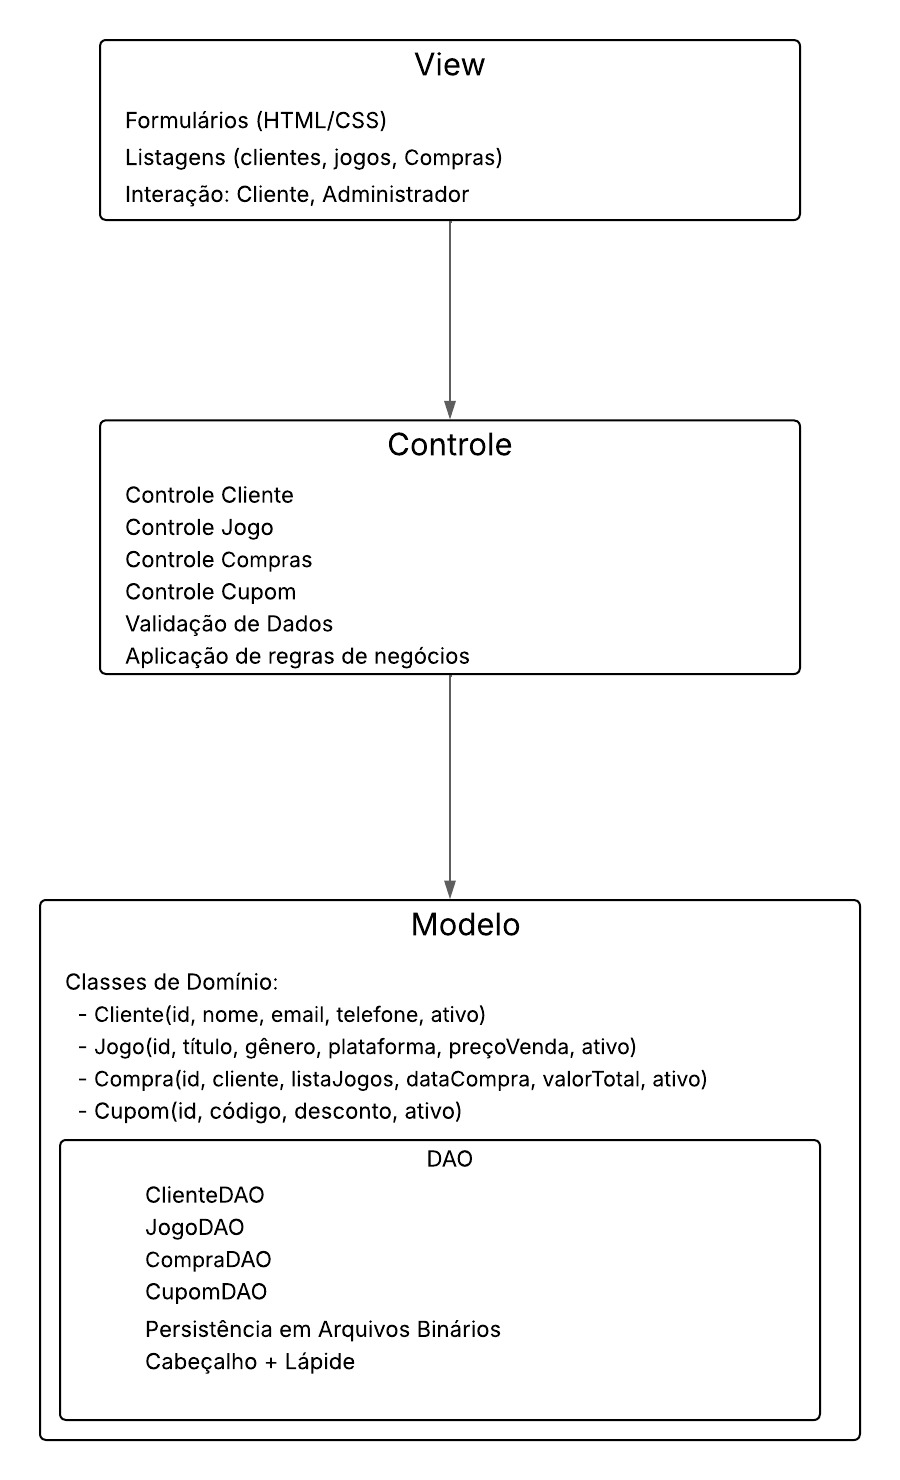 View
Formulários (HTML/CSS)
Listagens (clientes, jogos, Compras)
Interação: Cliente, Administrador
Controle
Controle Cliente
Controle Jogo
Controle Compras
Controle Cupom
Validação de Dados
Aplicação de regras de negócios
Modelo
Classes de Domínio:
- Cliente(id, nome, email, telefone, ativo)
- Jogo(id, título, gênero, plataforma, preçoVenda, ativo)
- Compra(id, cliente, listaJogos, dataCompra, valorTotal, ativo)
- Cupom(id, código, desconto, ativo)
DAO
ClienteDAO
JogoDAO
CompraDAO
CupomDAO
Persistência em Arquivos Binários
Cabeçalho + Lápide